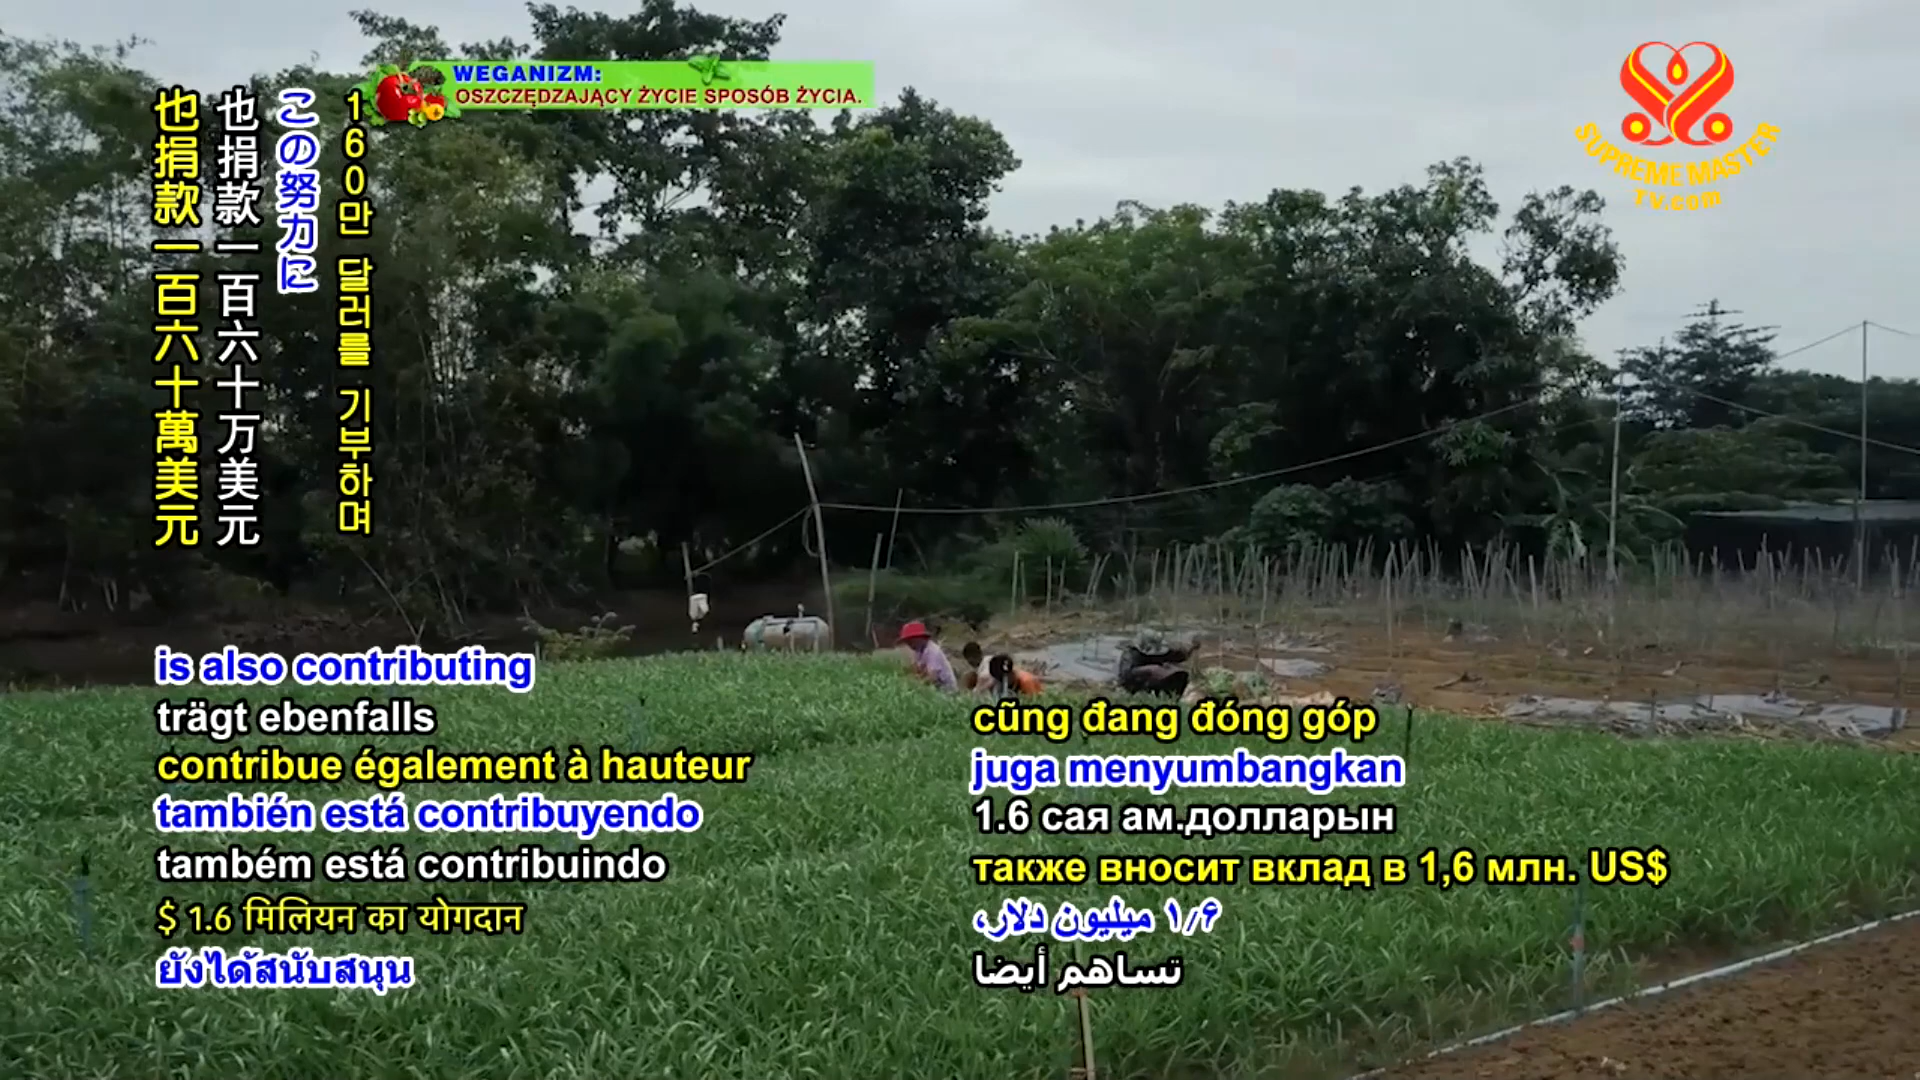 WEGANIZM:
OSZCZĘDZAJĄCY ŻYCIE SPOSÓB ŻYCIA.
SUPREME MASTER
TV.com
160만 달러를 기부하며
この努力に
也捐款一百六十万美元
也捐款一百六十萬美元
is also contributing
trägt ebenfalls
contribue également à hauteur
también está contribuyendo
também está contribuindo
$ 1.6 मिलियन का योगदान
ยังได้สนับสนุน
cũng đang đóng góp
juga menyumbangkan
1.6 сая ам.долларын
также вносит вклад в 1,6 млн. US$
۱/۶ میلیون دلار،
تساهم أيضا